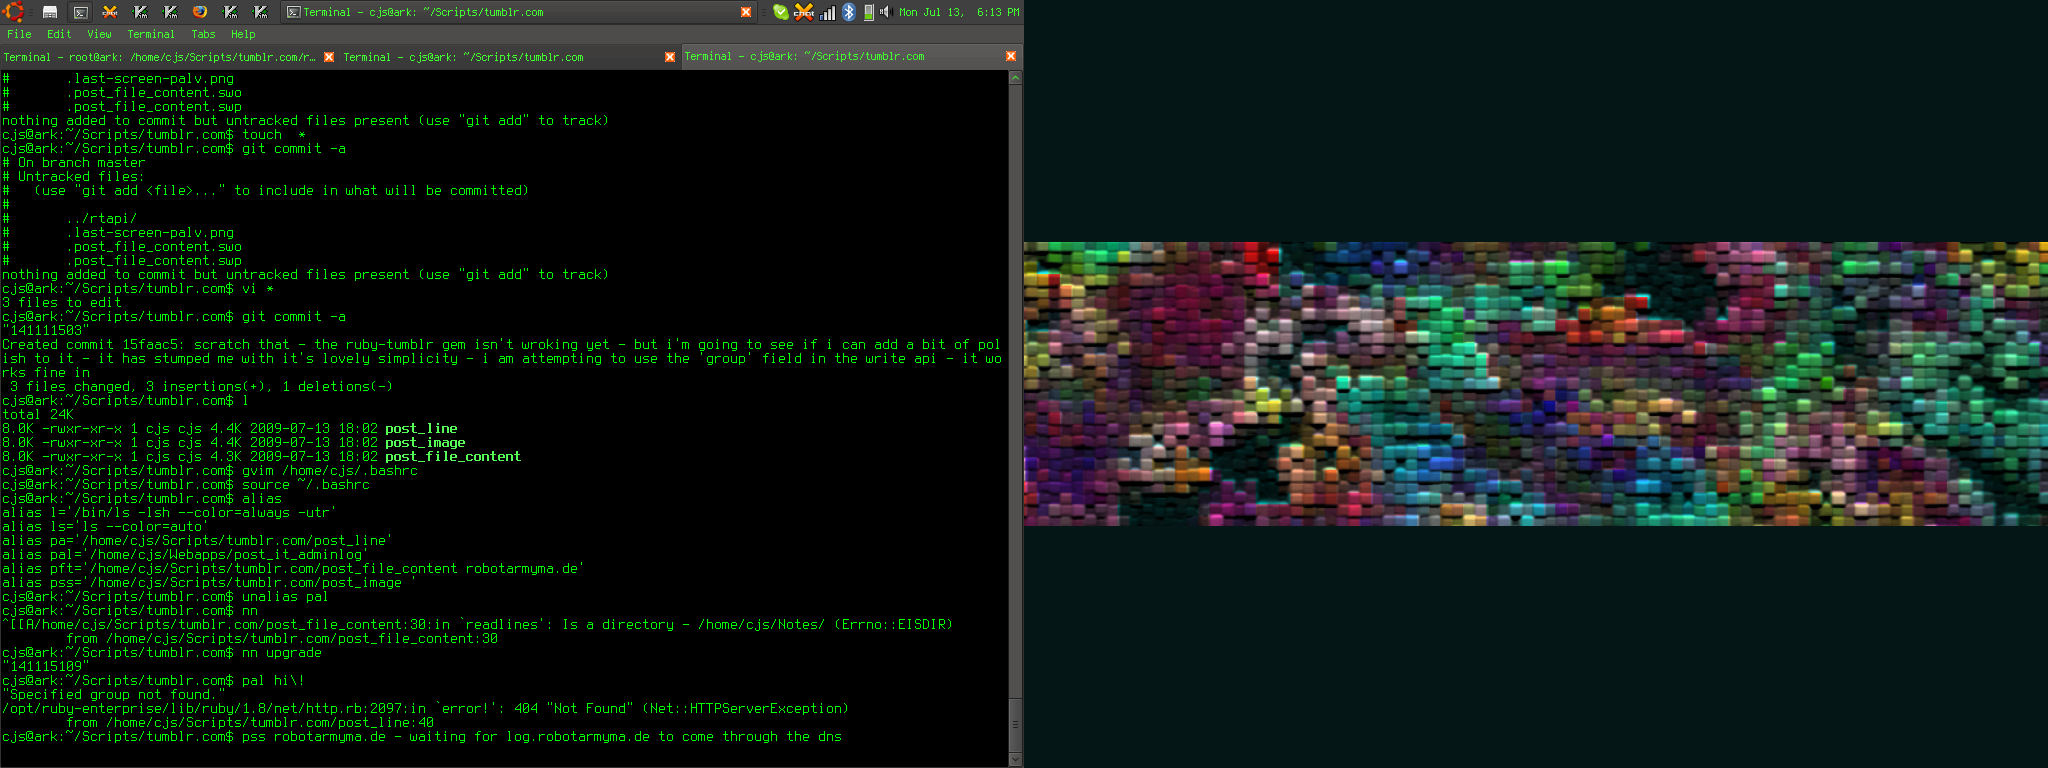 Terminal - cjs@ark: ~/Scripts/tumblr.com
Mon Jul 13, 6:13 PM
File Edit View Terminal Tabs Help
Terminal - root@ark: /home/cjs/Scripts/tumblr.com/r... Terminal - cjs@ark: ~/Scripts/tumblr.com Terminal - cjs@ark: ~/Scripts/tumblr.com
#       .last-screen-palv.png
#       .post_file_content.swo
#       .post_file_content.swp
nothing added to commit but untracked files present (use "git add" to track)
cjs@ark:~/Scripts/tumblr.com$ touch  *
cjs@ark:~/Scripts/tumblr.com$ git commit -a
# On branch master
# Untracked files:
#   (use "git add <file>..." to include in what will be committed)
#
#       ../rtapi/
#       .last-screen-palv.png
#       .post_file_content.swo
#       .post_file_content.swp
nothing added to commit but untracked files present (use "git add" to track)
cjs@ark:~/Scripts/tumblr.com$ vi *
3 files to edit
cjs@ark:~/Scripts/tumblr.com$ git commit -a
"141111503"
Created commit 15faac5: scratch that - the ruby-tumblr gem isn't wroking yet - but i'm going to see if i can add a bit of pol
ish to it - it has stumped me with it's lovely simplicity - i am attempting to use the 'group' field in the write api - it wo
rks fine in
 3 files changed, 3 insertions(+), 1 deletions(-)
cjs@ark:~/Scripts/tumblr.com$ l
total 24K
8.0K -rwxr-xr-x 1 cjs cjs 4.4K 2009-07-13 18:02 post_line
8.0K -rwxr-xr-x 1 cjs cjs 4.4K 2009-07-13 18:02 post_image
8.0K -rwxr-xr-x 1 cjs cjs 4.3K 2009-07-13 18:02 post_file_content
cjs@ark:~/Scripts/tumblr.com$ gvim /home/cjs/.bashrc
cjs@ark:~/Scripts/tumblr.com$ source ~/.bashrc
cjs@ark:~/Scripts/tumblr.com$ alias
alias l='/bin/ls -lsh --color=always -utr'
alias ls='ls --color=auto'
alias pa='/home/cjs/Scripts/tumblr.com/post_line'
alias pal='/home/cjs/Webapps/post_it_adminlog'
alias pft='/home/cjs/Scripts/tumblr.com/post_file_content robotarmyma.de'
alias pss='/home/cjs/Scripts/tumblr.com/post_image '
cjs@ark:~/Scripts/tumblr.com$ unalias pal
cjs@ark:~/Scripts/tumblr.com$ nn
^[[A/home/cjs/Scripts/tumblr.com/post_file_content:30:in `readlines': Is a directory - /home/cjs/Notes/ (Errno::EISDIR)
        from /home/cjs/Scripts/tumblr.com/post_file_content:30
cjs@ark:~/Scripts/tumblr.com$ nn upgrade
"141115109"
cjs@ark:~/Scripts/tumblr.com$ pal hi\!
"Specified group not found."
/opt/ruby-enterprise/lib/ruby/1.8/net/http.rb:2097:in `error!': 404 "Not Found" (Net::HTTPServerException)
        from /home/cjs/Scripts/tumblr.com/post_line:40
cjs@ark:~/Scripts/tumblr.com$ pss robotarmyma.de - waiting for log.robotarmyma.de to come through the dns